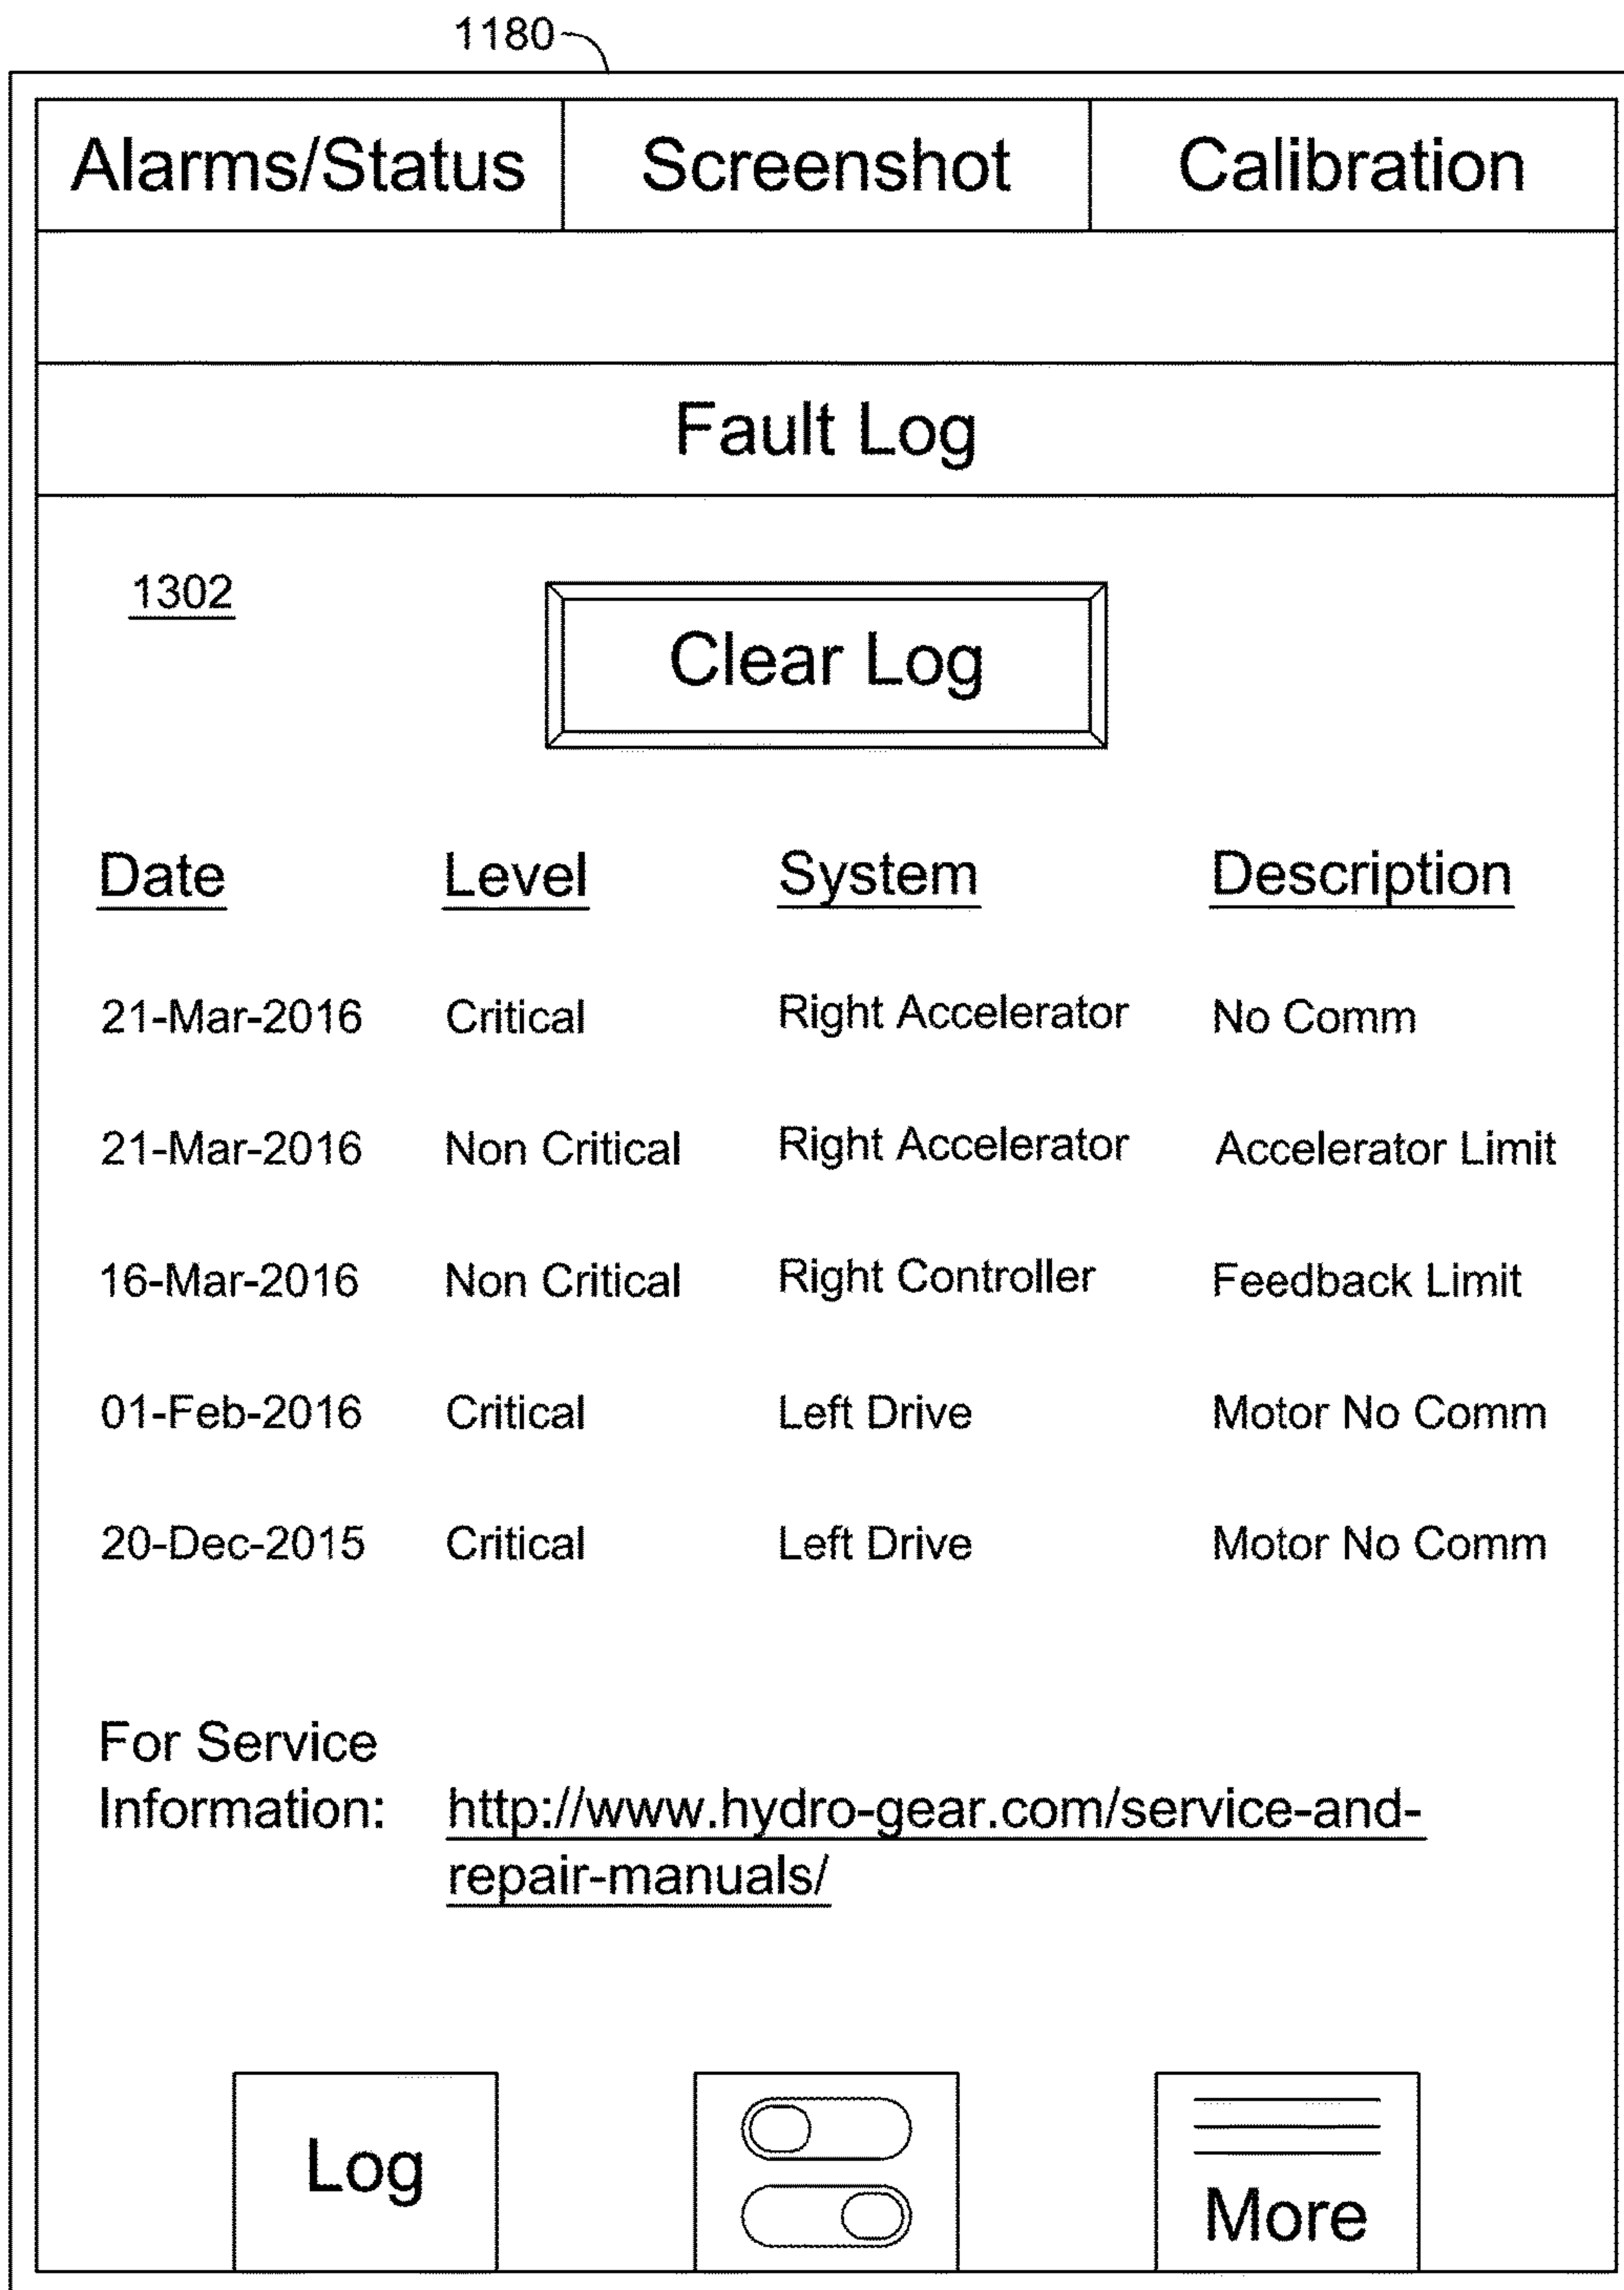 1180
Alarms/Status Screenshot Calibration
Fault Log
1302
Clear Log
Date Level System Description
21-Mar-2016 Critical Right Accelerator No Comm
21-Mar-2016 Non Critical Right Accelerator Accelerator Limit
16-Mar-2016 Non Critical Right Controller Feedback Limit
01-Feb-2016 Critical Left Drive Motor No Comm
20-Dec-2015 Critical Left Drive Motor No Comm
For Service
Information: http://www.hydro-gear.com/service-and-
repair-manuals/
Log
More